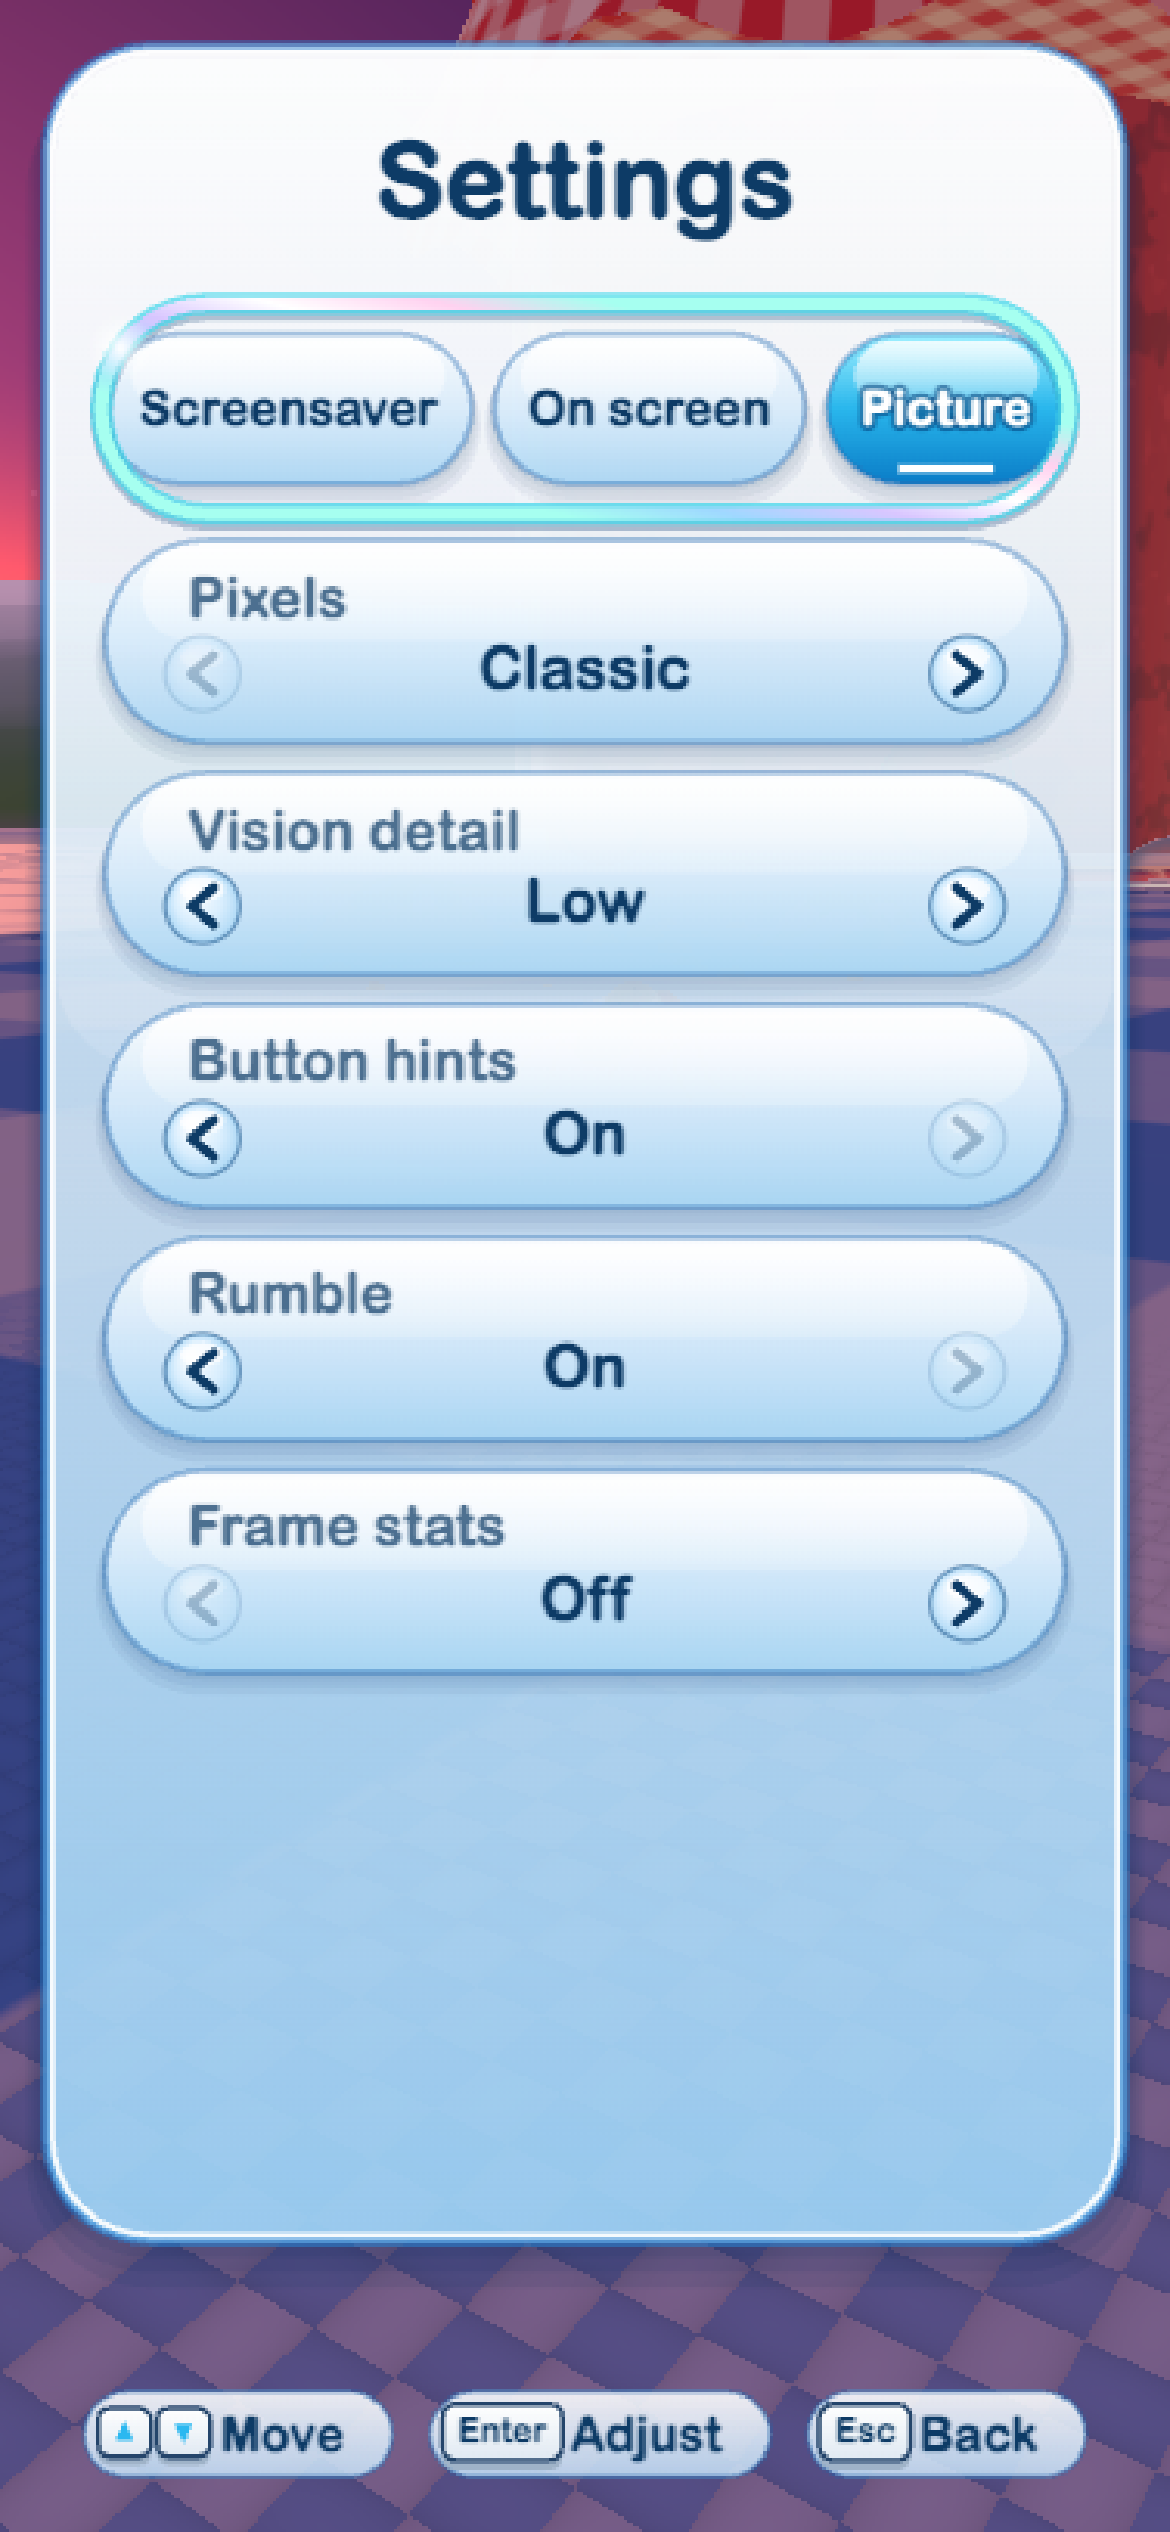 Settings
Screensaver On screen Picture
Pixels
Classic
Vision detail
Low
Button hints
On
Rumble
On
Frame stats
Off
Move Enter Adjust Esc Back